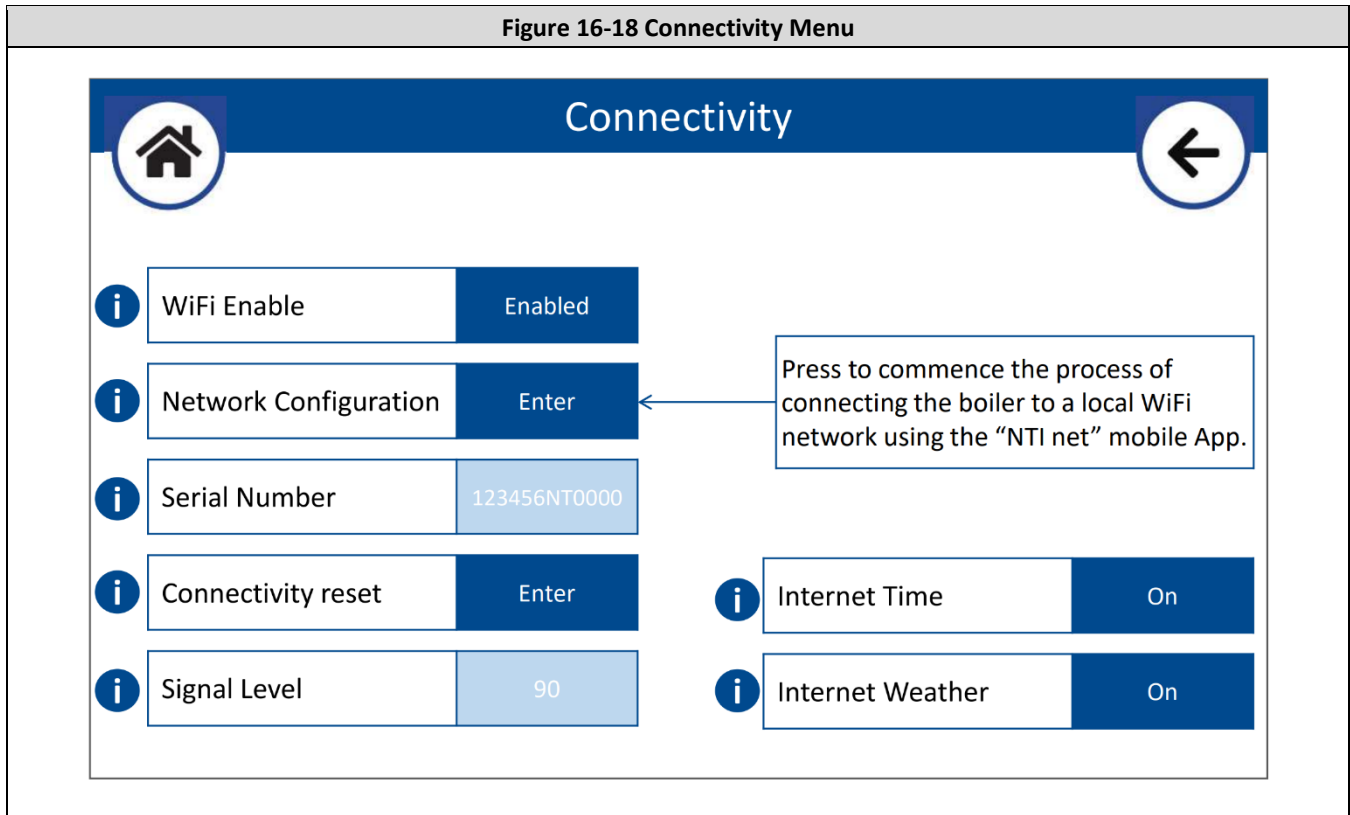 Figure 16-18 Connectivity Menu
Connectivity
i WiFi Enable Enabled
i Network Configuration Enter
Press to commence the process of
connecting the boiler to a local WiFi
network using the “NTI net” mobile App.
i Serial Number 123456NT0000
i Connectivity reset Enter
i Internet Time On
i Signal Level 90
i Internet Weather On